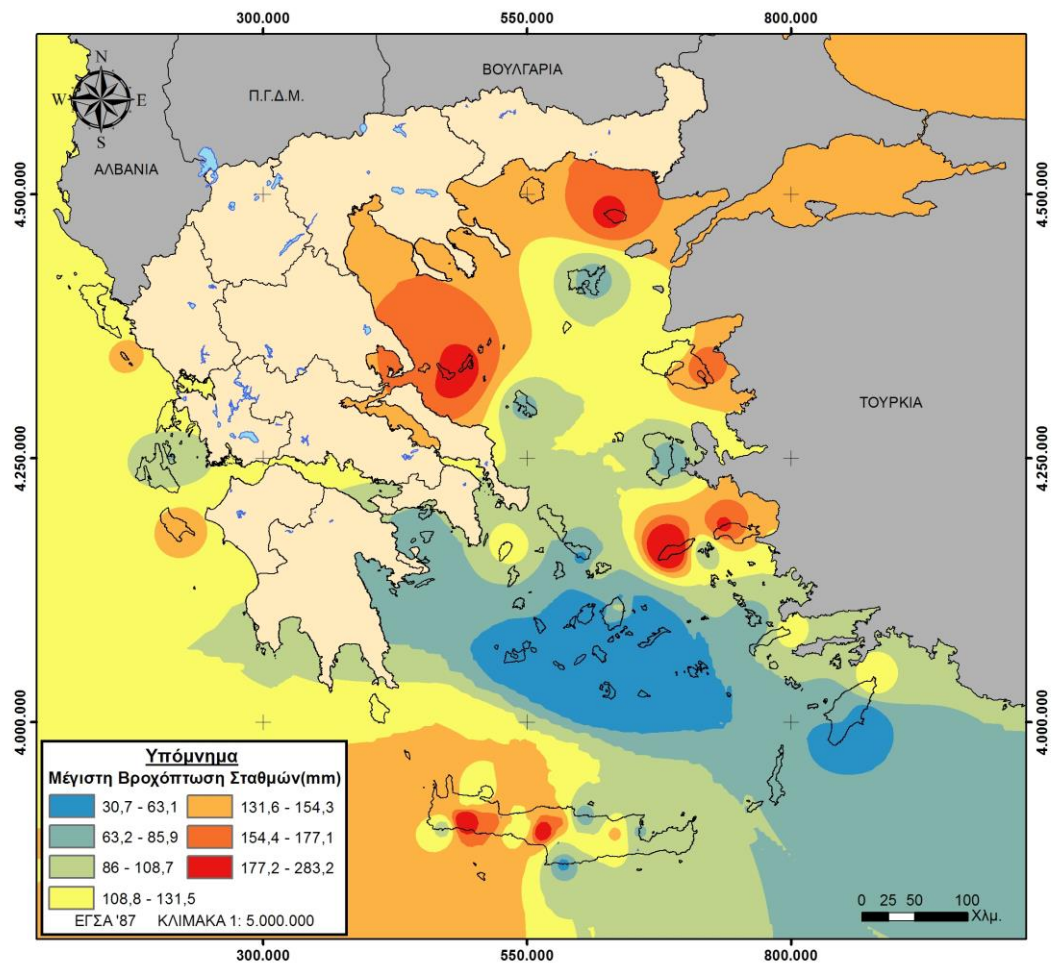 300.000 550.000 800.000
N
W E
S
ΒΟΥΛΓΑΡΙΑ
Π.Γ.Δ.Μ.
ΑΛΒΑΝΙΑ
4.500.000 4.500.000
ΤΟΥΡΚΙΑ
4.250.000 4.250.000
4.000.000 4.000.000
Υπόμνημα
Μέγιστη Βροχόπτωση Σταθμών(mm)
30,7 - 63,1 131,6 - 154,3
63,2 - 85,9 154,4 - 177,1
86 - 108,7 177,2 - 283,2
108,8 - 131,5
ΕΓΣΑ '87 ΚΛΙΜΑΚΑ 1: 5.000.000
0 25 50 100
Χλμ.
300.000 550.000 800.000